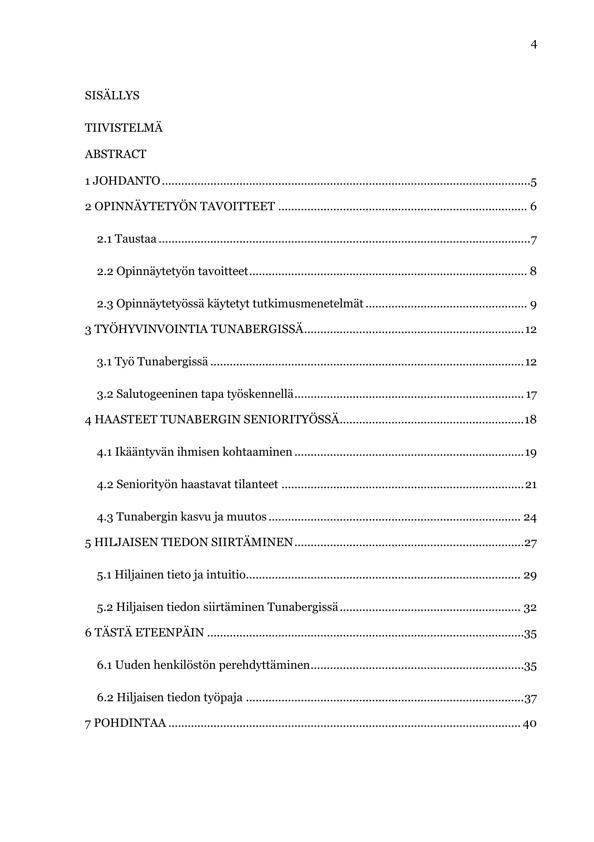 4
SISÄLLYS
TIIVISTELMÄ
ABSTRACT
1 JOHDANTO...................................................................................................................5
2 OPINNÄYTETYÖN TAVOITTEET .............................................................................. 6
2.1 Taustaa ....................................................................................................................7
2.2 Opinnäytetyön tavoitteet....................................................................................... 8
2.3 Opinnäytetyössä käytetyt tutkimusmenetelmät .................................................. 9
3 TYÖHYVINVOINTIA TUNABERGISSÄ.....................................................................12
3.1 Työ Tunabergissä ..................................................................................................12
3.2 Salutogeeninen tapa työskennellä....................................................................... 17
4 HAASTEET TUNABERGIN SENIORITYÖSSÄ.........................................................18
4.1 Ikääntyvän ihmisen kohtaaminen ........................................................................19
4.2 Seniorityön haastavat tilanteet ............................................................................21
4.3 Tunabergin kasvu ja muutos ............................................................................... 24
5 HILJAISEN TIEDON SIIRTÄMINEN........................................................................27
5.1 Hiljainen tieto ja intuitio...................................................................................... 29
5.2 Hiljaisen tiedon siirtäminen Tunabergissä ........................................................ 32
6 TÄSTÄ ETEENPÄIN ...................................................................................................35
6.1 Uuden henkilöstön perehdyttäminen...................................................................35
6.2 Hiljaisen tiedon työpaja .......................................................................................37
7 POHDINTAA .............................................................................................................. 40